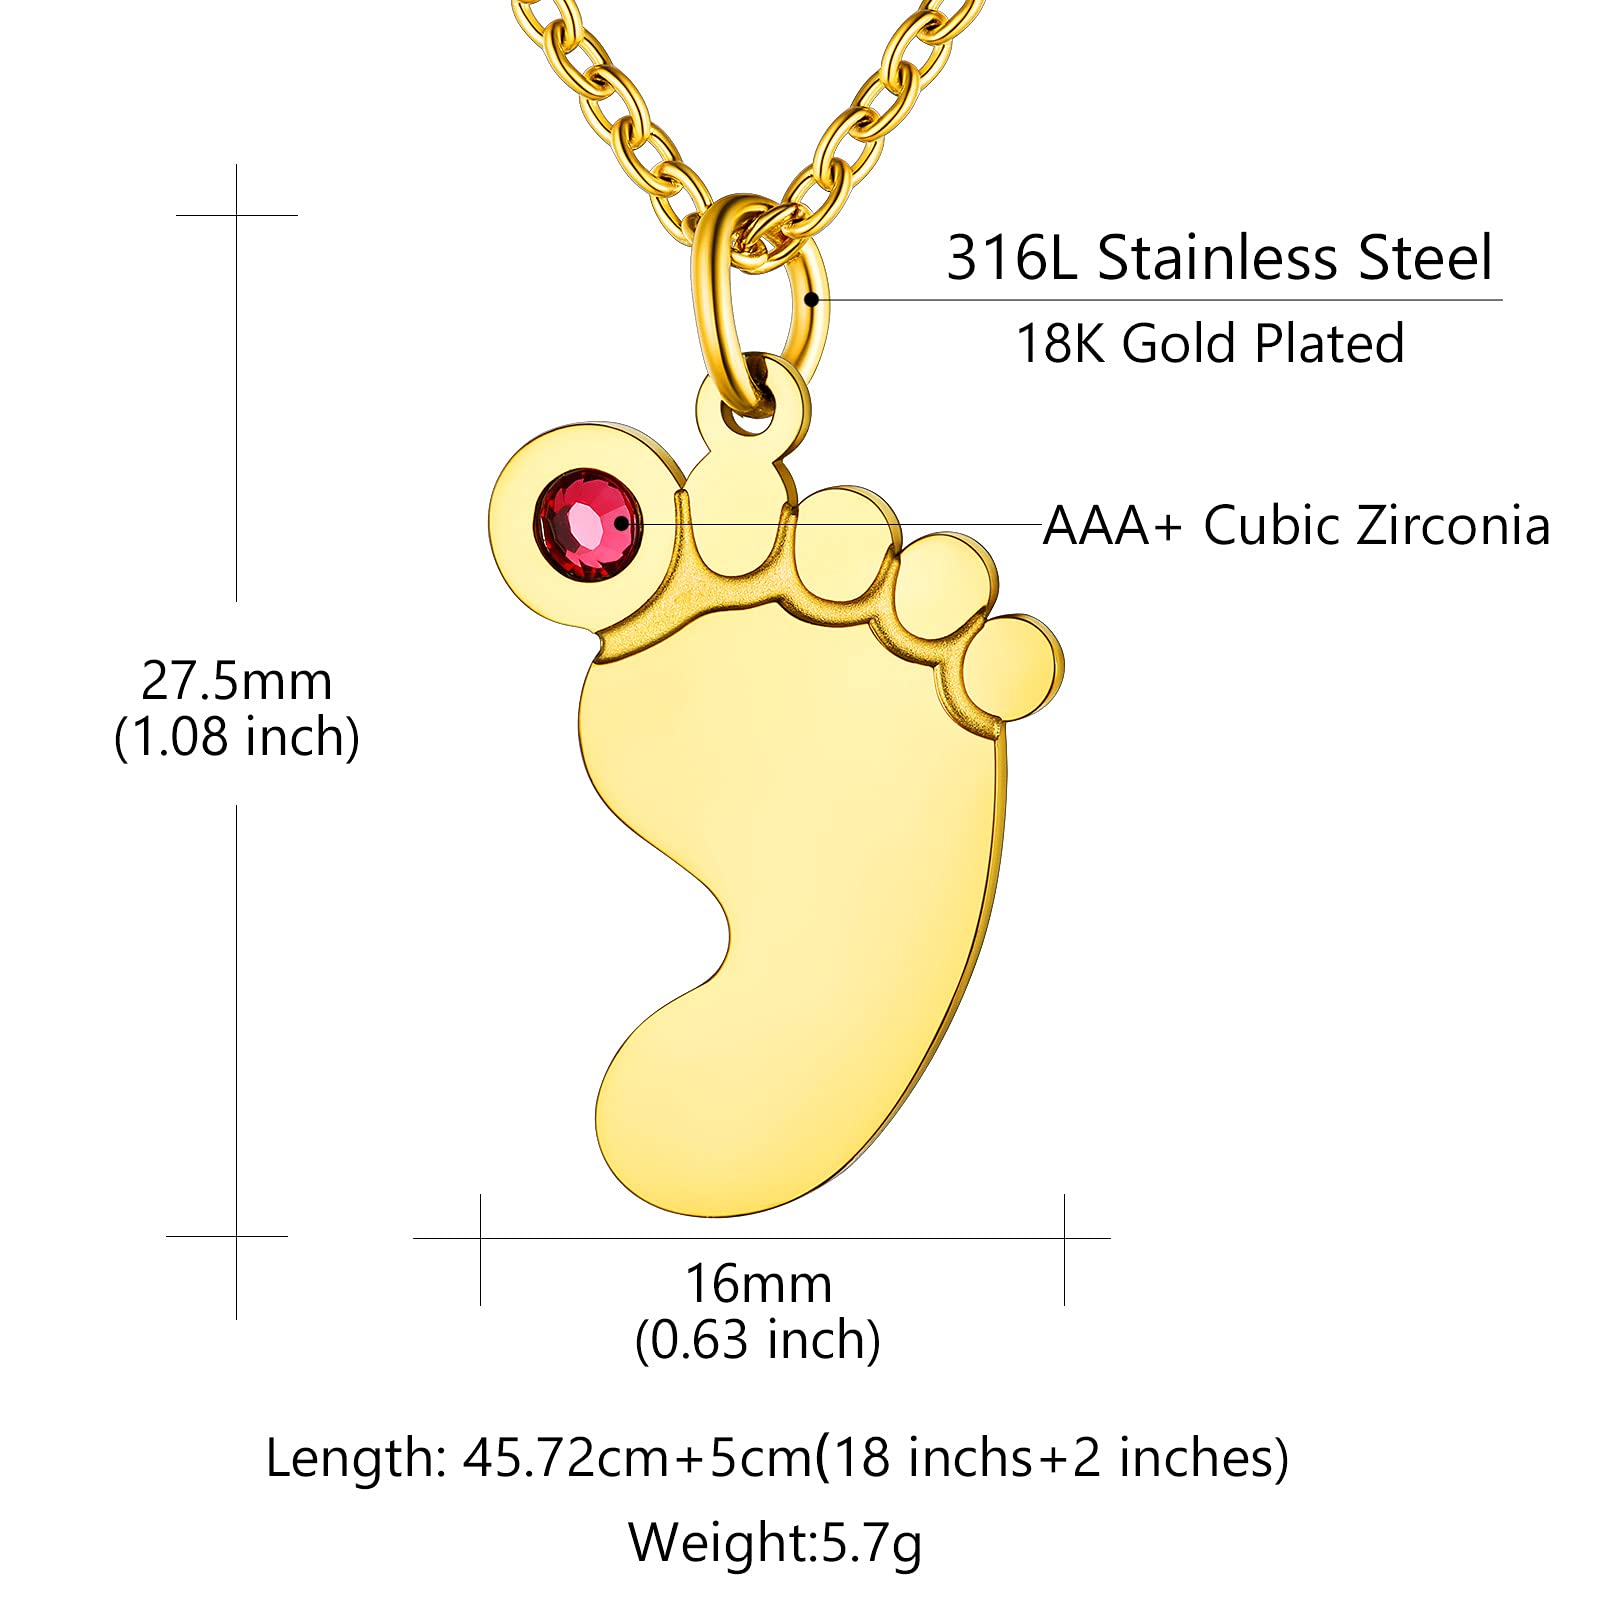 316L Stainless Steel
18K Gold Plated
AAA+ Cubic Zirconia
27.5mm
(1.08 inch)
16mm
(0.63 inch)
Length: 45.72cm+5cm(18 inchs+2 inches)
Weight:5.7g